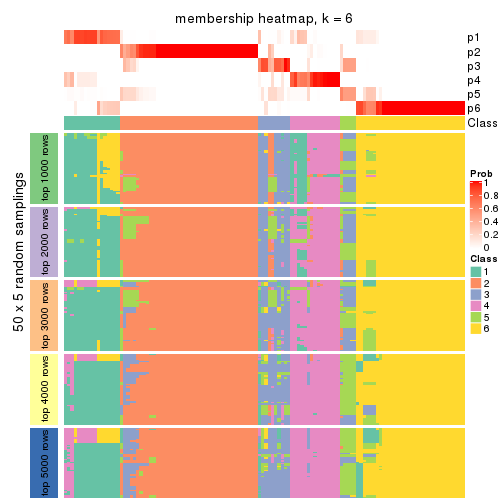 membership heatmap, k = 6
p1
p2
p3
p4
p5
p6
Class
50 x 5 random samplings
top 1000 rows
top 2000 rows
top 3000 rows
top 4000 rows
top 5000 rows
Prob
1
0.8
0.6
0.4
0.2
0
Class
1
2
3
4
5
6